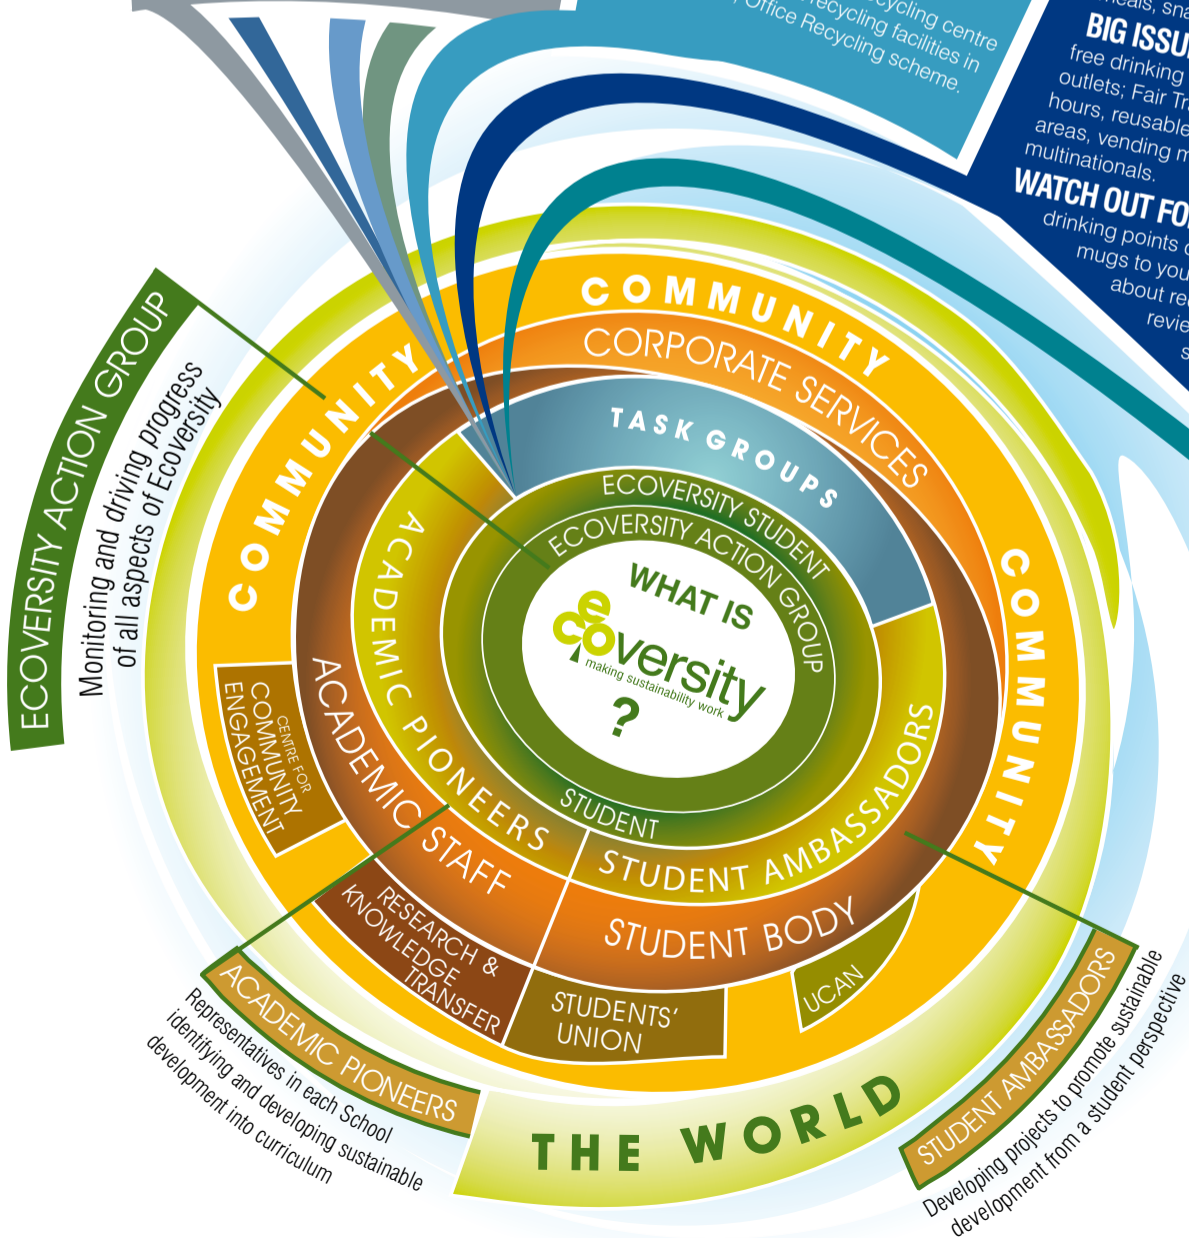 recycling centre
recycling facilities in
Office Recycling scheme.
BIG ISSU
free drinking
outlets; Fair Tr
hours, reusable
areas, vending m
multinationals.
WATCH OUT FO
drinking points
mugs to you
about re
revie
ECOVERSITY ACTION GROUP
Monitoring and driving progress
of all aspects of Ecoversity
COMMUNITY
COMMUNITY
COMMUNITY
CORPORATE SERVICES
TASK GROUPS
ECOVERSITY STUDENT
ECOVERSITY ACTION GROUP
WHAT IS
ecoversity
making sustainability work
?
STUDENT
ACADEMIC PIONEERS
STUDENT AMBASSADORS
ACADEMIC STAFF
STUDENT BODY
CENTRE FOR
COMMUNITY
ENGAGEMENT
RESEARCH &
KNOWLEDGE
TRANSFER
STUDENTS'
UNION
UCAN
THE WORLD
ACADEMIC PIONEERS
Representatives in each School
identifying and developing sustainable
development into curriculum
STUDENT AMBASSADORS
Developing projects to promote sustainable
development from a student perspective